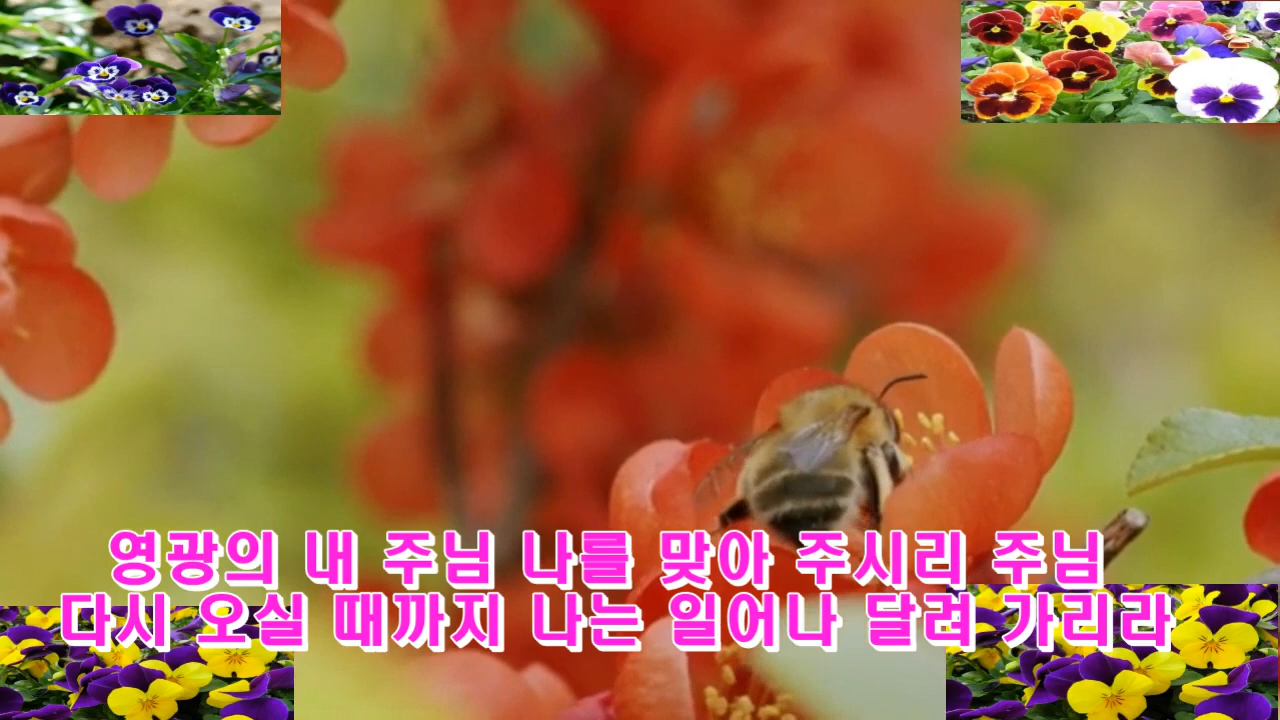 영광의 내 주님 나를 맞아 주시리 주님
다시 오실 때까지 나는 일어나 달려 가리라